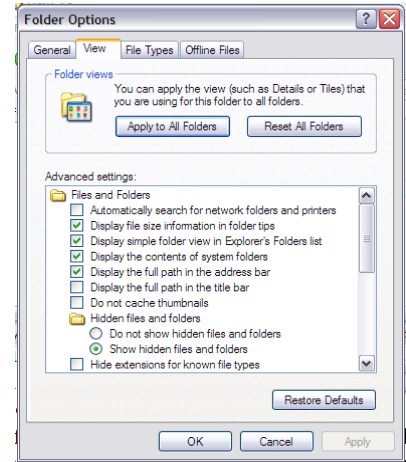 Folder Options
General View File Types Offline Files
Folder views
You can apply the view (such as Details or Tiles) that
you are using for this folder to all folders.
Apply to All Folders Reset All Folders
Advanced settings:
Files and Folders
Automatically search for network folders and printers
Display file size information in folder tips
Display simple folder view in Explorer's Folders list
Display the contents of system folders
Display the full path in the address bar
Display the full path in the title bar
Do not cache thumbnails
Hidden files and folders
Do not show hidden files and folders
Show hidden files and folders
Hide extensions for known file types
Restore Defaults
OK Cancel Apply